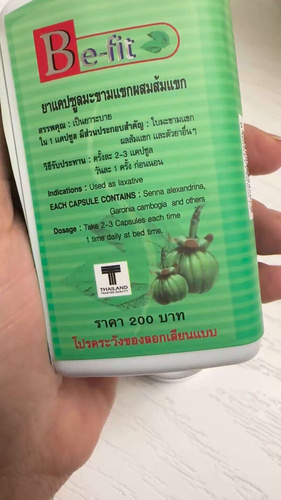 Be-fit
ยาแคปซูลมะขามแขกผสมส้มแขก
สรรพคุณ : เป็นยาระบาย
ใน 1 แคปซูล มีส่วนประกอบสำคัญ : ใบมะขามแขก
ผลส้มแขก และตัวยาอื่นๆ
วิธีรับประทาน : ครั้งละ 2-3 แคปซูล
วันละ 1 ครั้ง ก่อนนอน
Indications : Used as laxative
EACH CAPSULE CONTAINS : Senna alexandrina,
Garcinia cambogia and others
Dosage : Take 2-3 Capsules each time
1 time daily at bed time.
T
THAILAND
TRUSTED QUALITY
ราคา 200 บาท
โปรดระวังของลอกเลียนแบบ